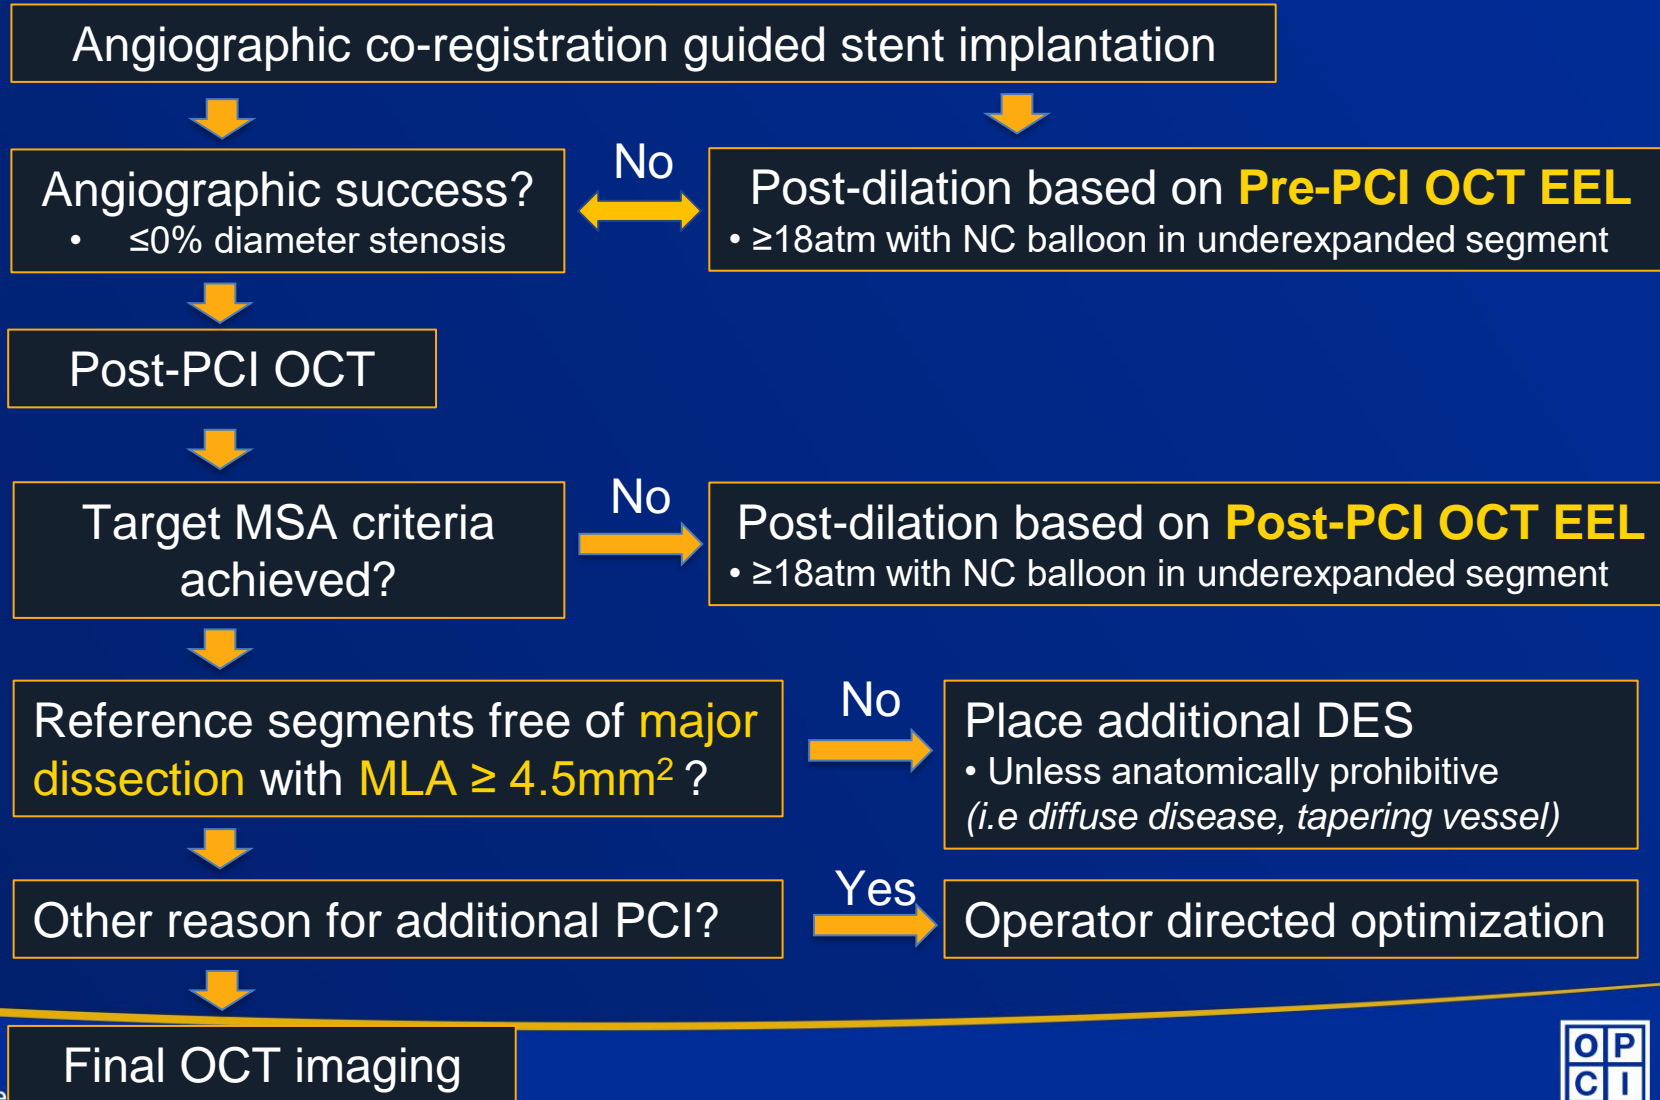 Angiographic co-registration guided stent implantation
Angiographic success?
• ≤0% diameter stenosis
No
Post-dilation based on Pre-PCI OCT EEL
• ≥18atm with NC balloon in underexpanded segment
Post-PCI OCT
Target MSA criteria
achieved?
No
Post-dilation based on Post-PCI OCT EEL
• ≥18atm with NC balloon in underexpanded segment
Reference segments free of major
dissection with MLA ≥ 4.5mm² ?
No
Place additional DES
• Unless anatomically prohibitive
(i.e diffuse disease, tapering vessel)
Other reason for additional PCI?
Yes
Operator directed optimization
Final OCT imaging
O P
C I